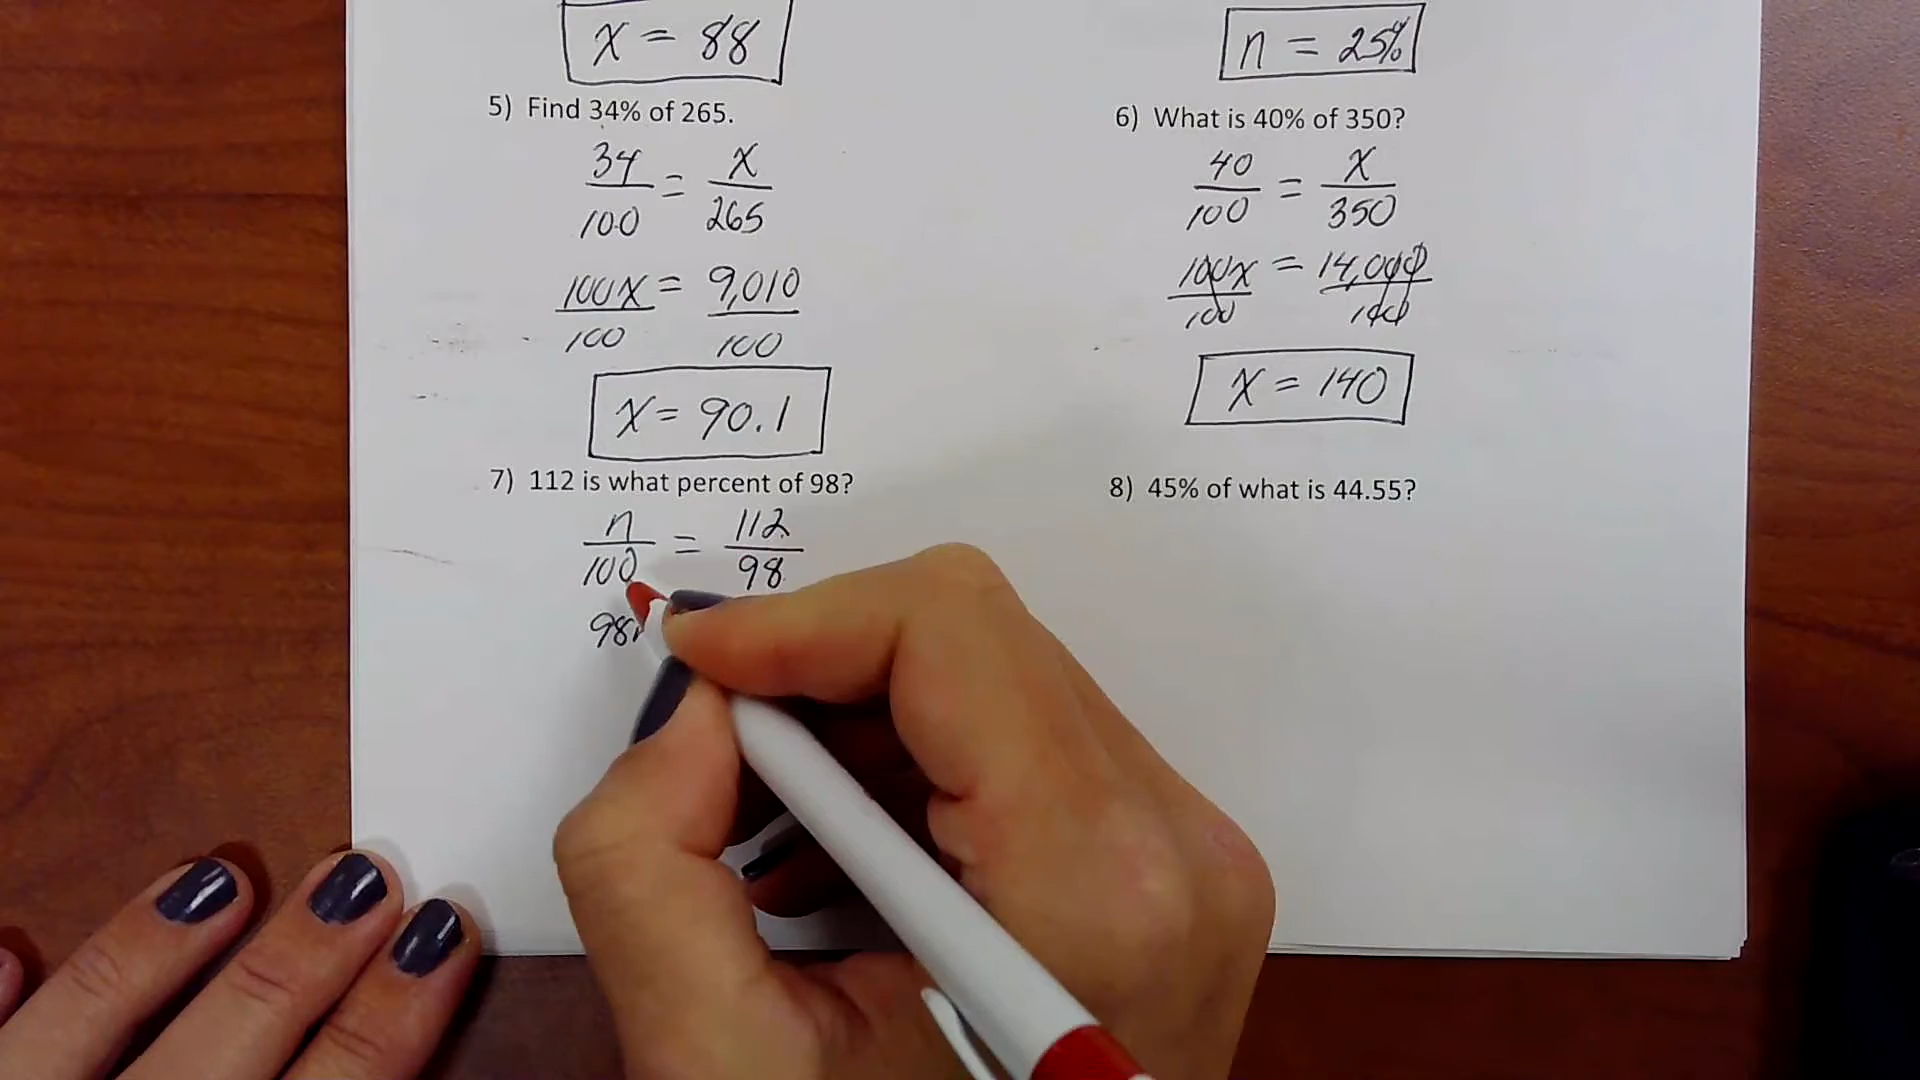 x = 88
n = 25%
5) Find 34% of 265.
34/100 = x/265
100x/100 = 9,010/100
x = 90.1
6) What is 40% of 350?
40/100 = x/350
100x/100 = 14,000/100
x = 140
7) 112 is what percent of 98?
n/100 = 112/98
98n
8) 45% of what is 44.55?